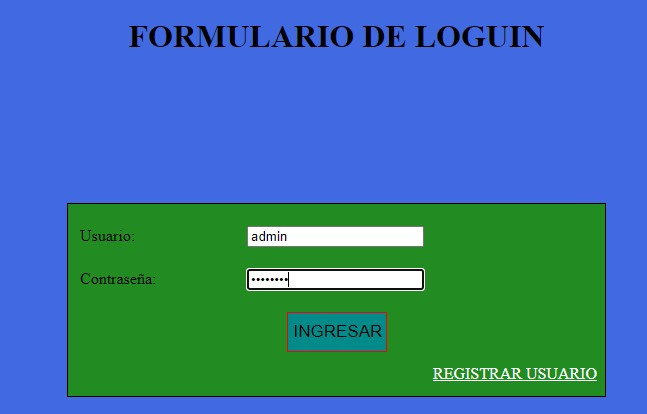 FORMULARIO DE LOGUIN
Usuario: admin
Contraseña: ••••••••
INGRESAR
REGISTRAR USUARIO